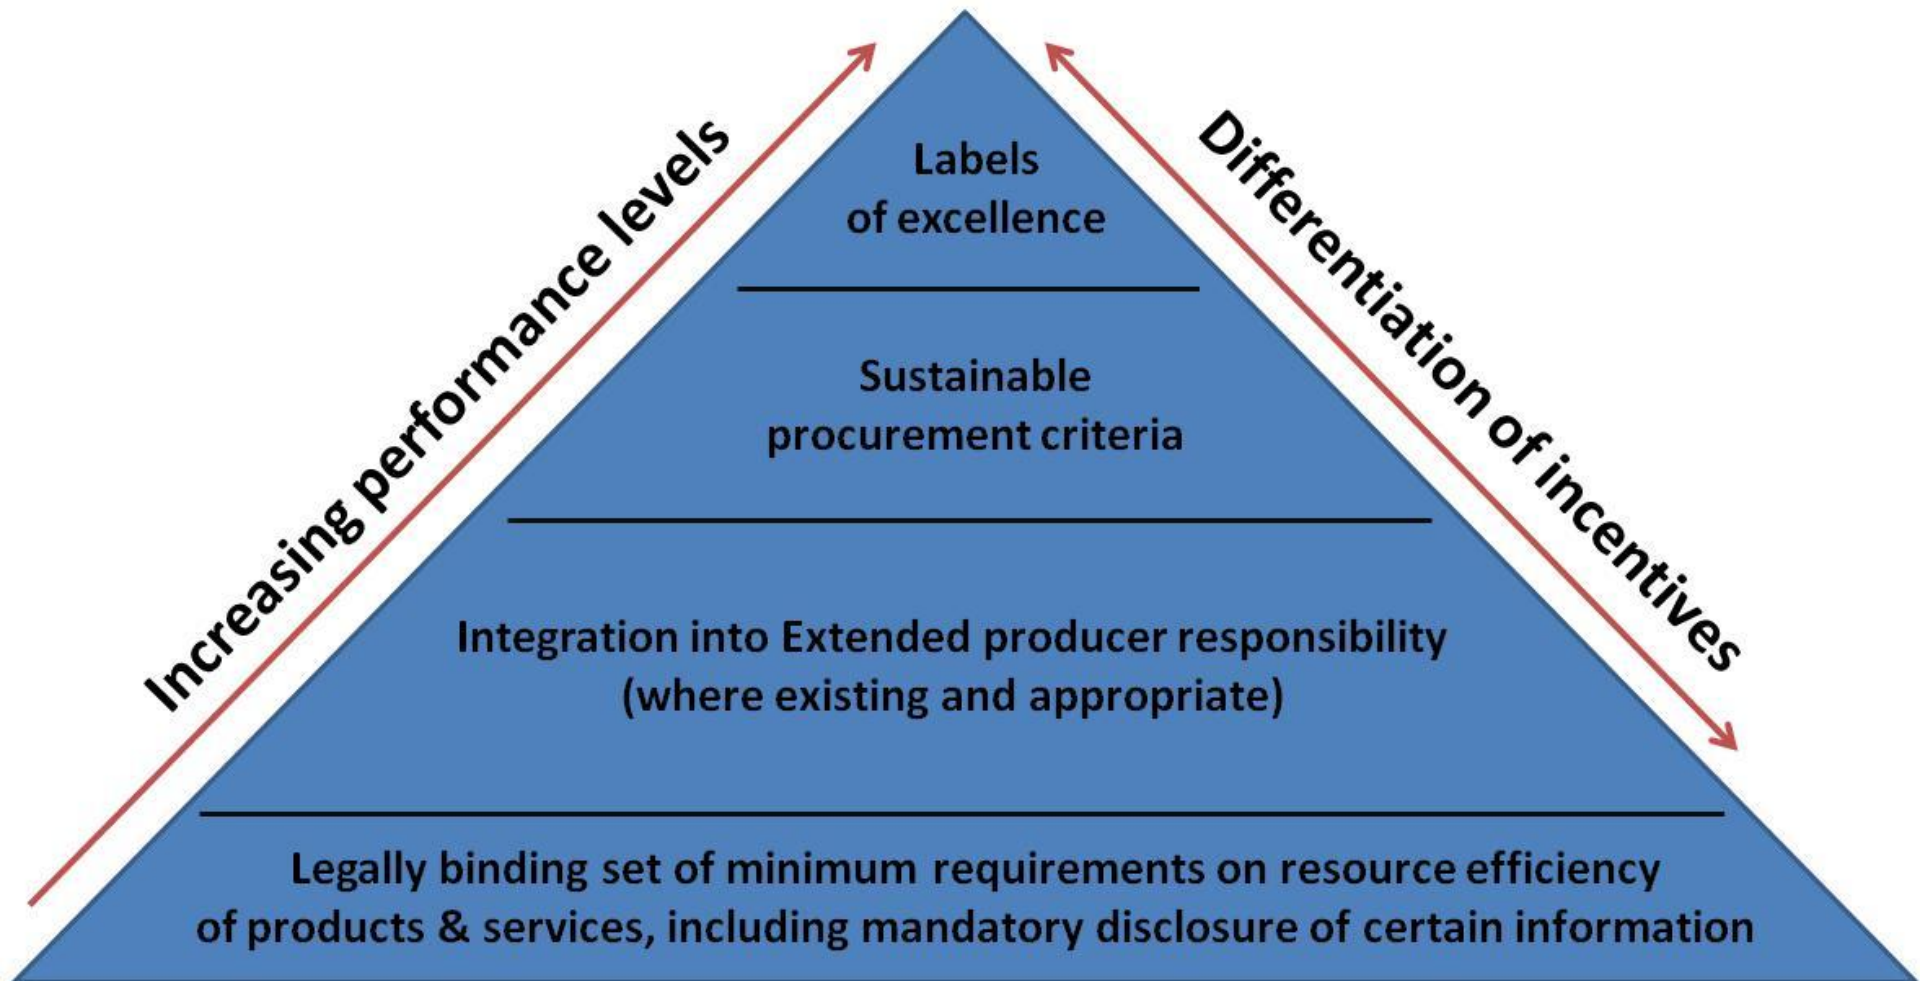 Increasing performance levels
Differentiation of incentives
Labels
of excellence
Sustainable
procurement criteria
Integration into Extended producer responsibility
(where existing and appropriate)
Legally binding set of minimum requirements on resource efficiency
of products & services, including mandatory disclosure of certain information